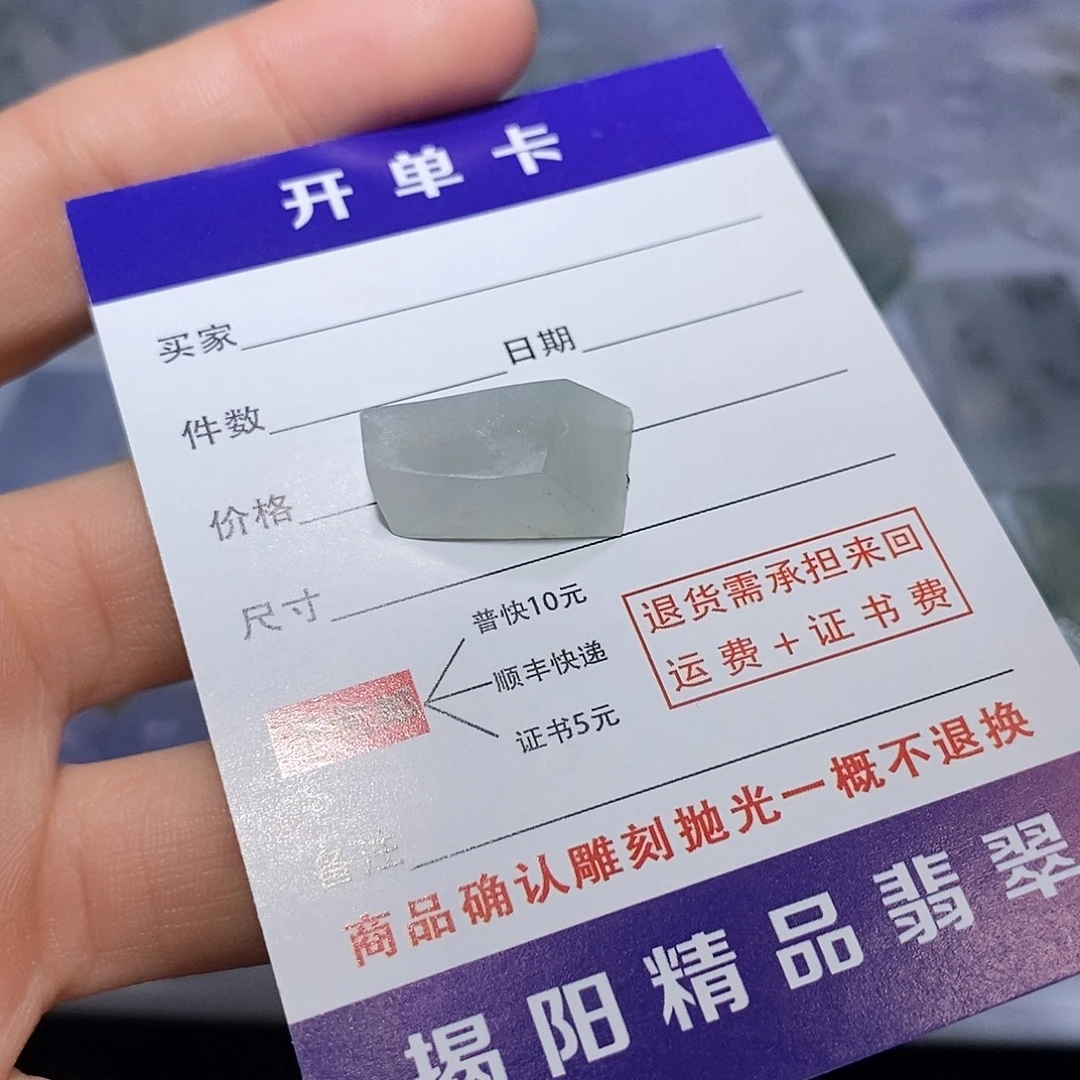 开单卡
买家
件数 日期
价格
尺寸
普快10元
顺丰快递
证书5元
退货需承担来回
运费+证书费
备注
商品确认雕刻抛光一概不退换
揭阳精品翡翠